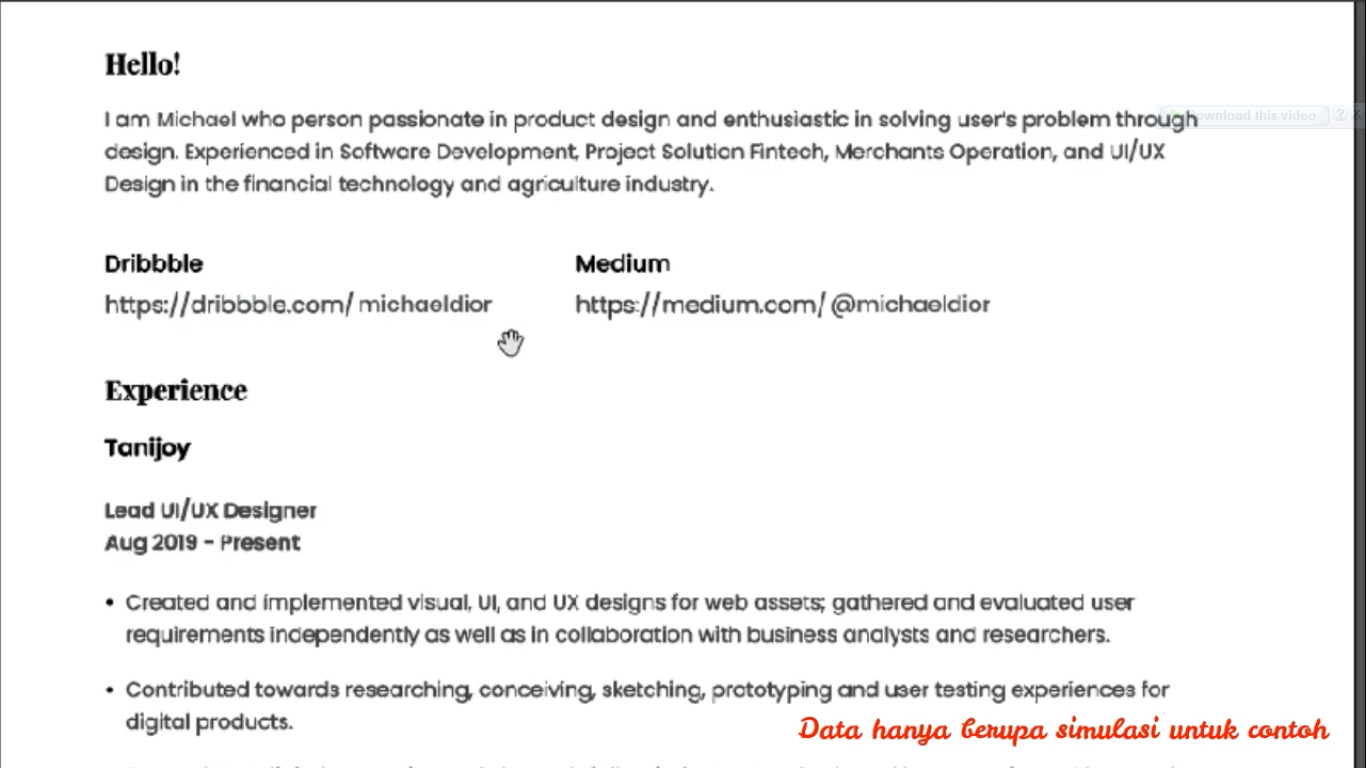 Hello!
I am Michael who person passionate in product design and enthusiastic in solving user's problem through
design. Experienced in Software Development, Project Solution Fintech, Merchants Operation, and UI/UX
Design in the financial technology and agriculture industry.
Download this video
Dribbble
Medium
https://dribbble.com/ michaeldior
https://medium.com/ @michaeldior
Experience
Tanijoy
Lead UI/UX Designer
Aug 2019 - Present
• Created and implemented visual, UI, and UX designs for web assets; gathered and evaluated user
requirements independently as well as in collaboration with business analysts and researchers.
• Contributed towards researching, conceiving, sketching, prototyping and user testing experiences for
digital products.
Data hanya berupa simulasi untuk contoh